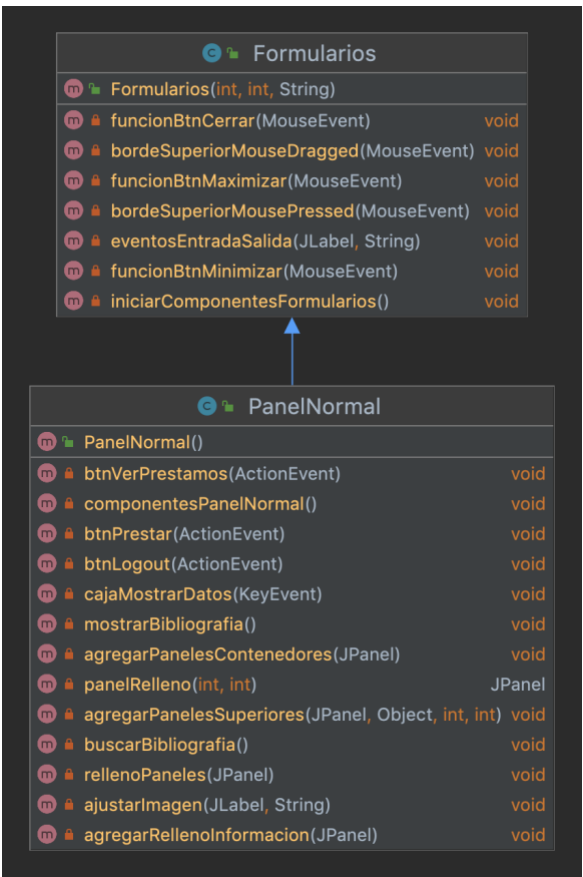 Formularios
Formularios(int, int, String)
funcionBtnCerrar(MouseEvent) void
bordeSuperiorMouseDragged(MouseEvent) void
funcionBtnMaximizar(MouseEvent) void
bordeSuperiorMousePressed(MouseEvent) void
eventosEntradaSalida(JLabel, String) void
funcionBtnMinimizar(MouseEvent) void
iniciarComponentesFormularios() void
PanelNormal
PanelNormal()
btnVerPrestamos(ActionEvent) void
componentesPanelNormal() void
btnPrestar(ActionEvent) void
btnLogout(ActionEvent) void
cajaMostrarDatos(KeyEvent) void
mostrarBibliografia() void
agregarPanelesContenedores(JPanel) void
panelRelleno(int, int) JPanel
agregarPanelesSuperiores(JPanel, Object, int, int) void
buscarBibliografia() void
rellenoPaneles(JPanel) void
ajustarImagen(JLabel, String) void
agregarRellenoInformacion(JPanel) void